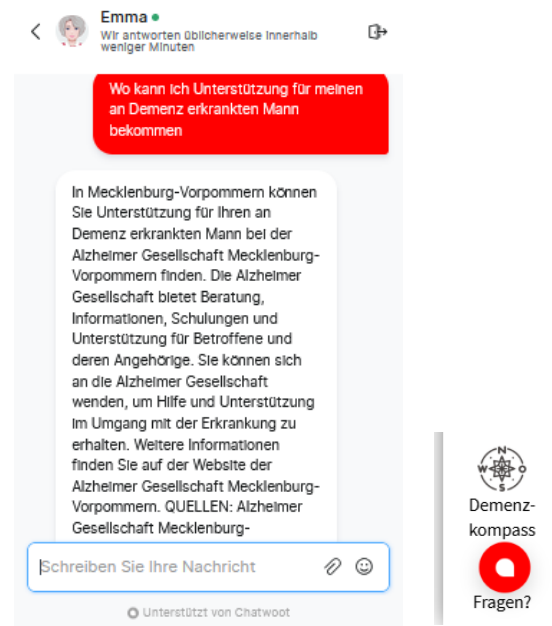 Emma
Wir antworten üblicherweise innerhalb
weniger Minuten
Wo kann ich Unterstützung für meinen
an Demenz erkrankten Mann
bekommen
In Mecklenburg-Vorpommern können
Sie Unterstützung für Ihren an
Demenz erkrankten Mann bei der
Alzheimer Gesellschaft Mecklenburg-
Vorpommern finden. Die Alzheimer
Gesellschaft bietet Beratung,
Informationen, Schulungen und
Unterstützung für Betroffene und
deren Angehörige. Sie können sich
an die Alzheimer Gesellschaft
wenden, um Hilfe und Unterstützung
im Umgang mit der Erkrankung zu
erhalten. Weitere Informationen
finden Sie auf der Website der
Alzheimer Gesellschaft Mecklenburg-
Vorpommern. QUELLEN: Alzheimer
Gesellschaft Mecklenburg-
Schreiben Sie Ihre Nachricht
Unterstützt von Chatwoot
N
W O
S
Demenz-
kompass
Fragen?